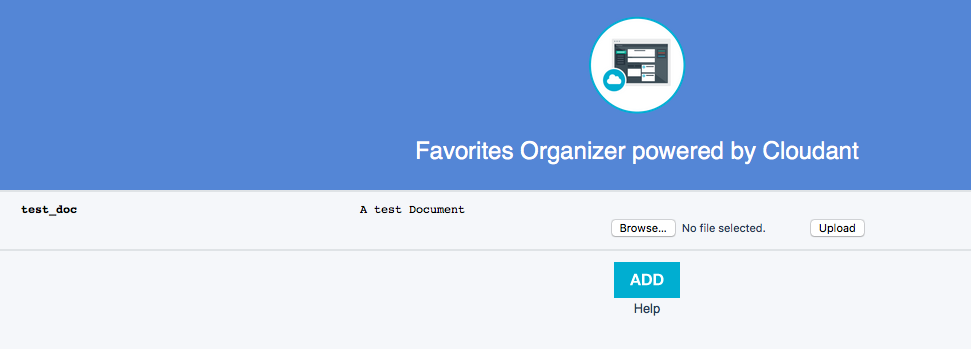 Favorites Organizer powered by Cloudant
test_doc A test Document
Browse... No file selected. Upload
ADD
Help